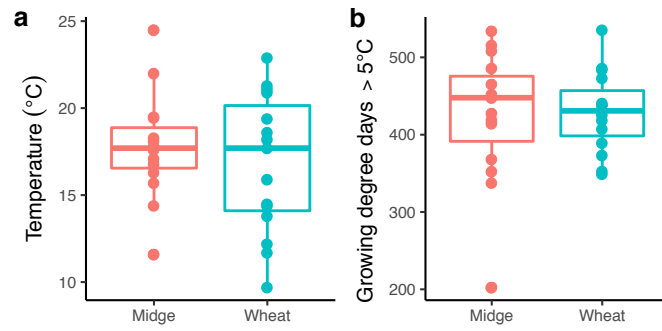 a
Temperature (°C)
25
20
15
10
Midge Wheat
b
Growing degree days > 5°C
500
400
300
200
Midge Wheat